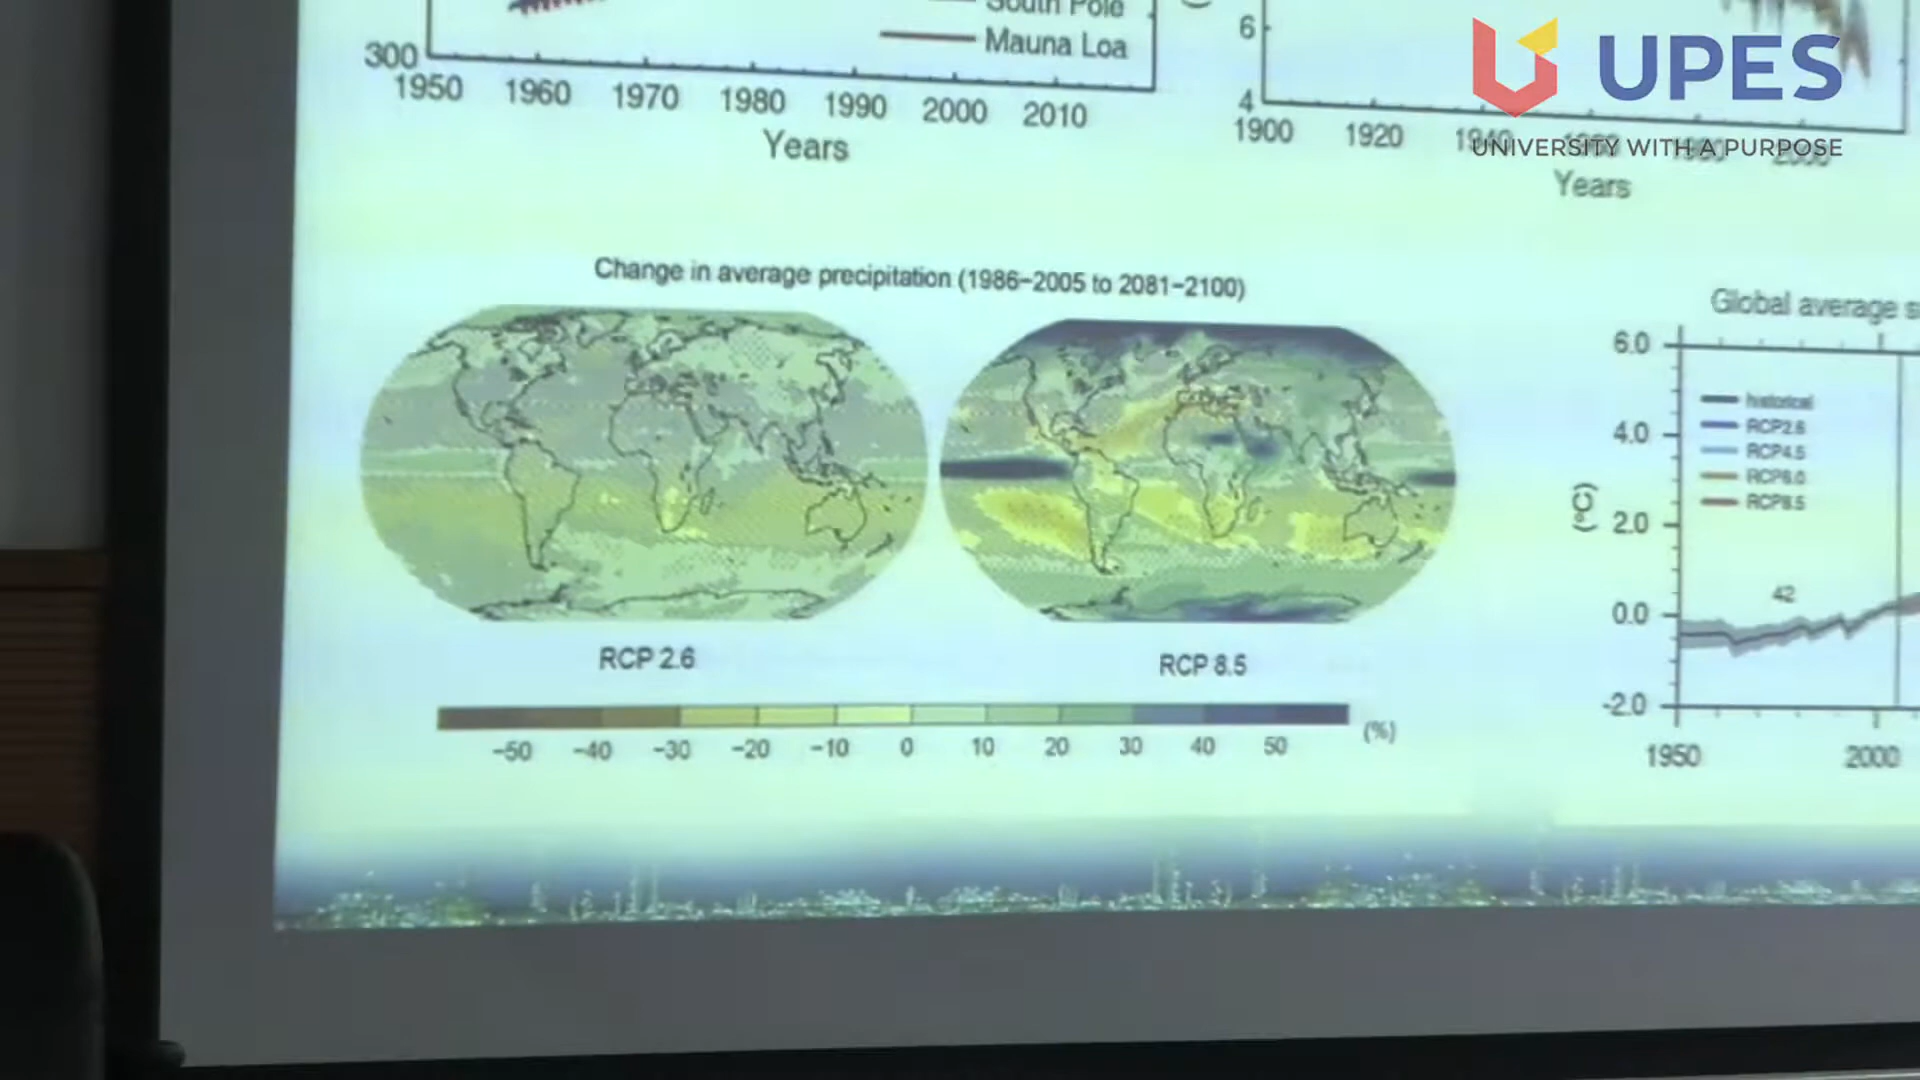 South Pole
Mauna Loa
300
1950 1960 1970 1980 1990 2000 2010
Years
6
4
1900 1920 1940 1960 1980 2000
Years
UPES
UNIVERSITY WITH A PURPOSE
Change in average precipitation (1986−2005 to 2081−2100)
RCP 2.6
RCP 8.5
−50 −40 −30 −20 −10 0 10 20 30 40 50
(%)
Global average s
6.0
4.0
2.0
0.0
-2.0
(°C)
historical
RCP2.6
RCP4.5
RCP6.0
RCP8.5
42
1950 2000